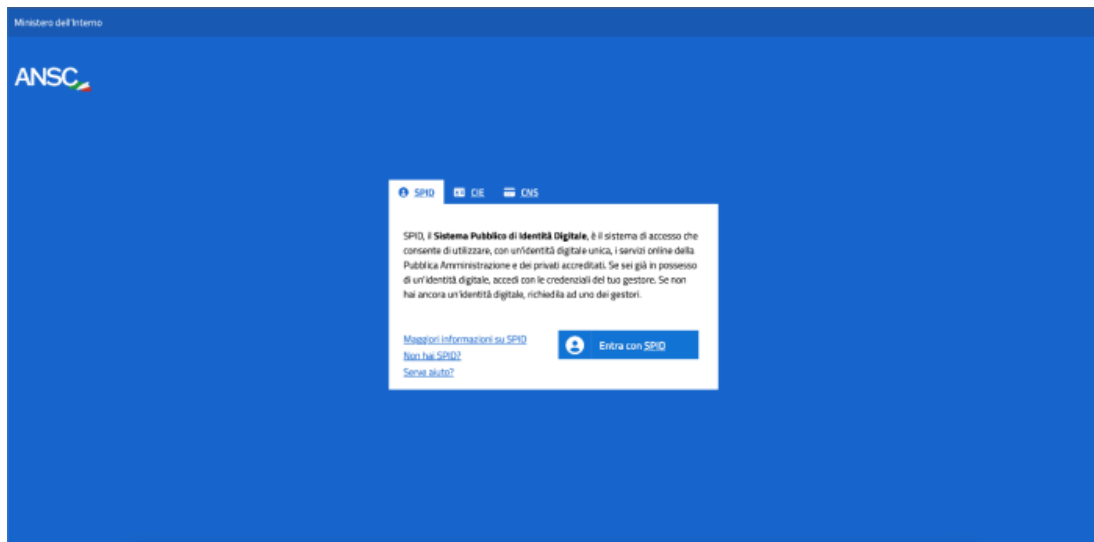 Ministero dell'Interno
ANSC
SPID CIE CNS
SPID, il Sistema Pubblico di Identità Digitale, è il sistema di accesso che
consente di utilizzare, con un'identità digitale unica, i servizi online della
Pubblica Amministrazione e dei privati accreditati. Se sei già in possesso
di un'identità digitale, accedi con le credenziali del tuo gestore. Se non
hai ancora un'identità digitale, richiedila ad uno dei gestori.
Maggiori informazioni su SPID
Entra con SPID
Non hai SPID?
Serve aiuto?